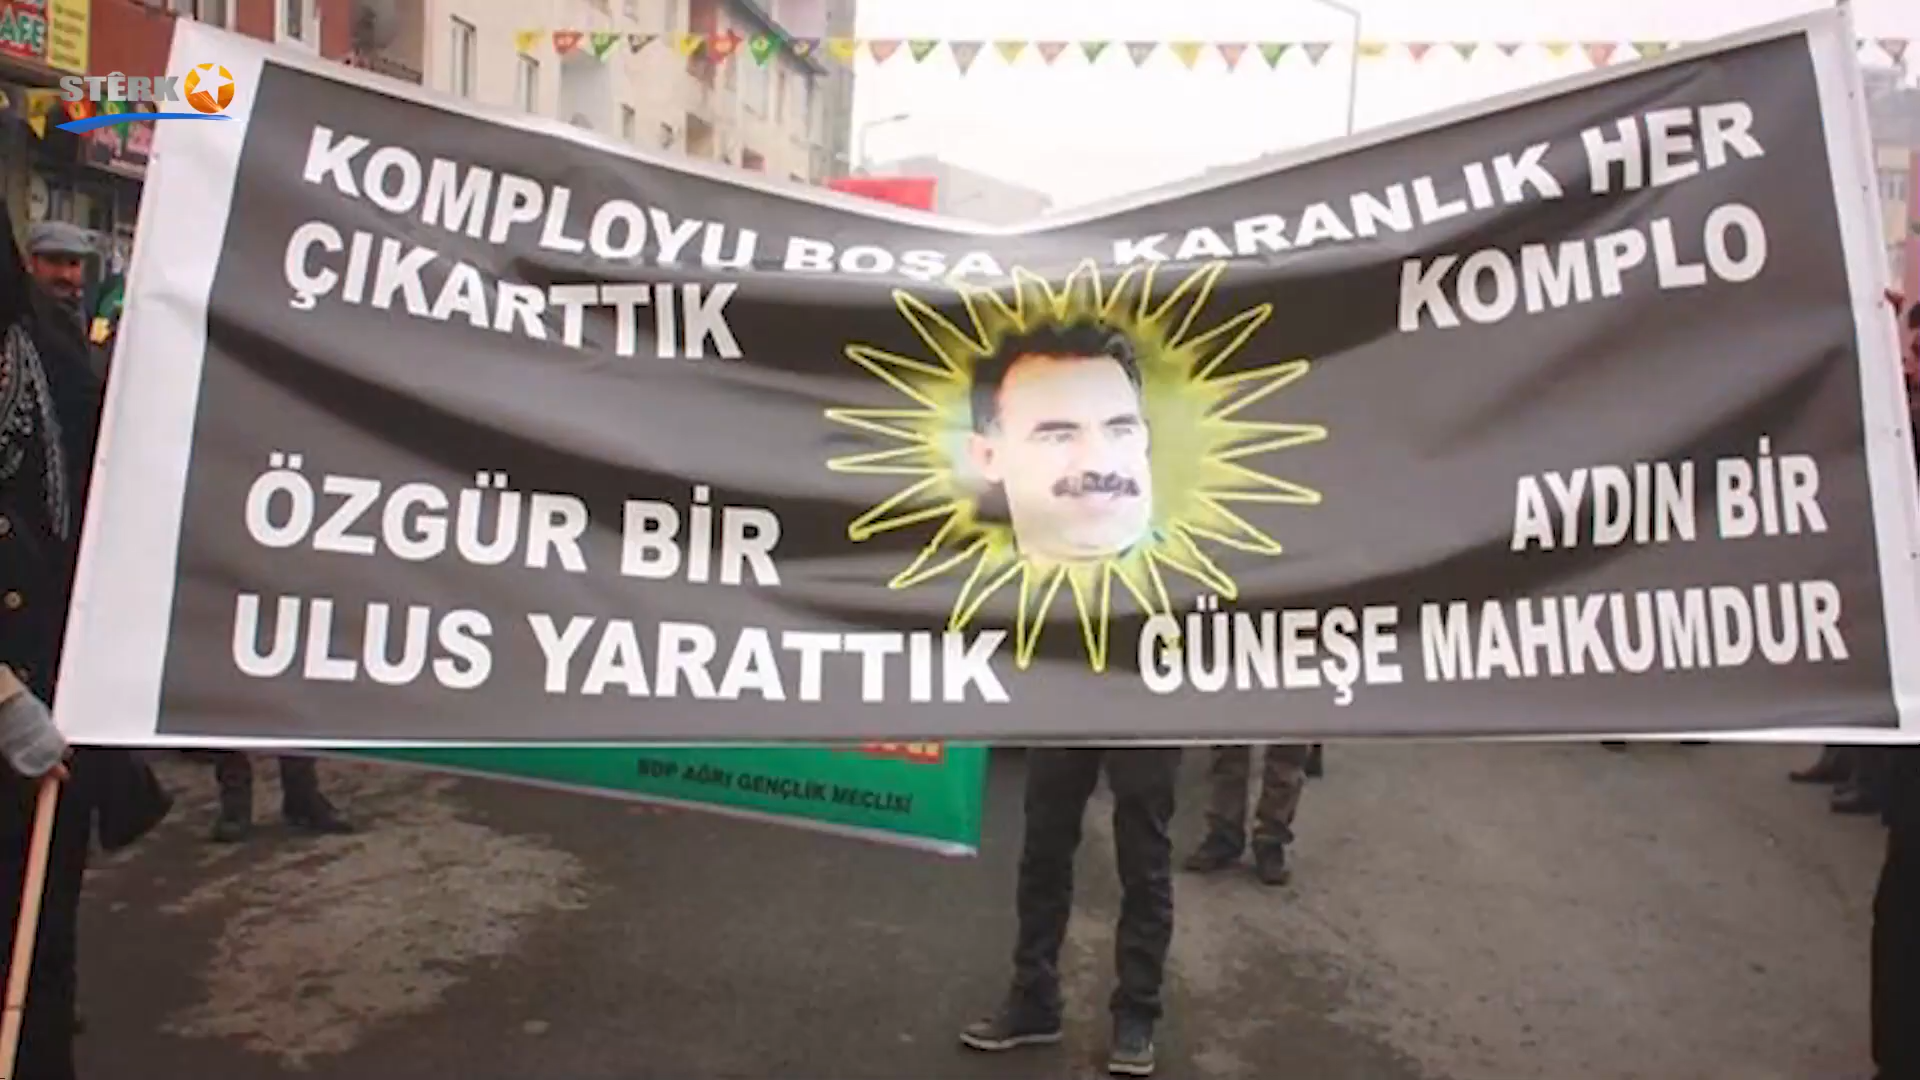 STÊRK
KOMPLOYU BOŞA
ÇIKARTTIK
ÖZGÜR BİR
ULUS YARATTIK
KARANLIK HER
KOMPLO
AYDIN BİR
GÜNEŞE MAHKUMDUR
BDP AĞRI GENÇLİK MECLİSİ